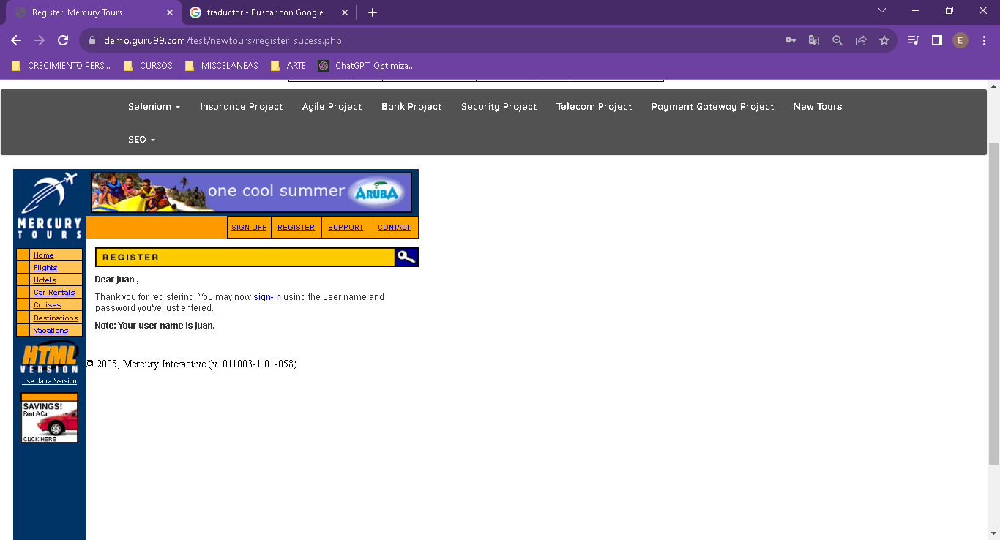 Register: Mercury Tours
traductor - Buscar con Google
demo.guru99.com/test/newtours/register_sucess.php
E
CRECIMIENTO PERS...
CURSOS
MISCELANEAS
ARTE
ChatGPT: Optimiza...
Selenium
Insurance Project
Agile Project
Bank Project
Security Project
Telecom Project
Payment Gateway Project
New Tours
SEO
MERCURY
TOURS
one cool summer
ARUBA
SIGN-OFF
REGISTER
SUPPORT
CONTACT
Home
Flights
Hotels
Car Rentals
Cruises
Destinations
Vacations
HTML
VERSION
Use Java Version
SAVINGS!
Rent A Car
CLICK HERE
REGISTER
Dear juan ,
Thank you for registering. You may now sign-in using the user name and
password you've just entered.
Note: Your user name is juan.
© 2005, Mercury Interactive (v. 011003-1.01-058)